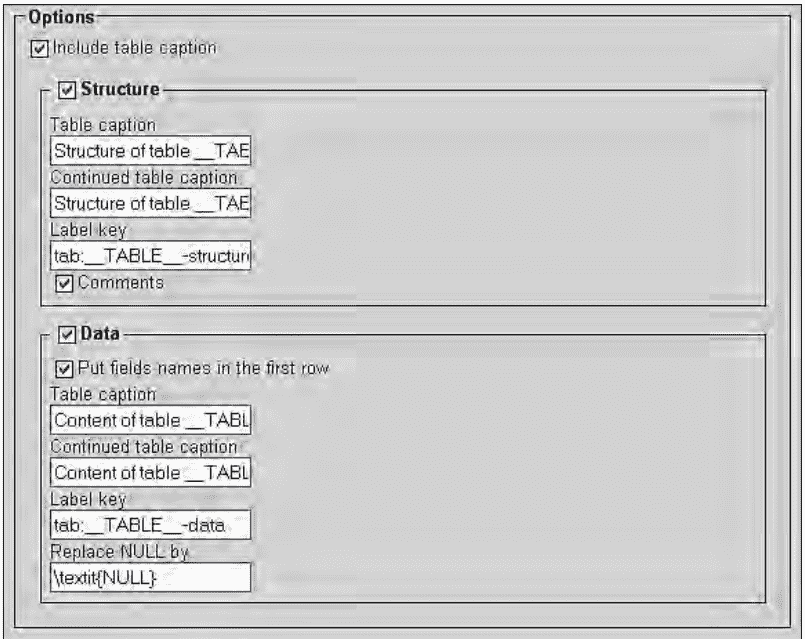 Options
Include table caption
Structure
Table caption
Structure of table __TAE
Continued table caption
Structure of table __TAE
Label key
tab:__TABLE__-structure
Comments
Data
Put fields names in the first row
Table caption
Content of table __TABL
Continued table caption
Content of table __TABL
Label key
tab:__TABLE__-data
Replace NULL by
\textit{NULL}